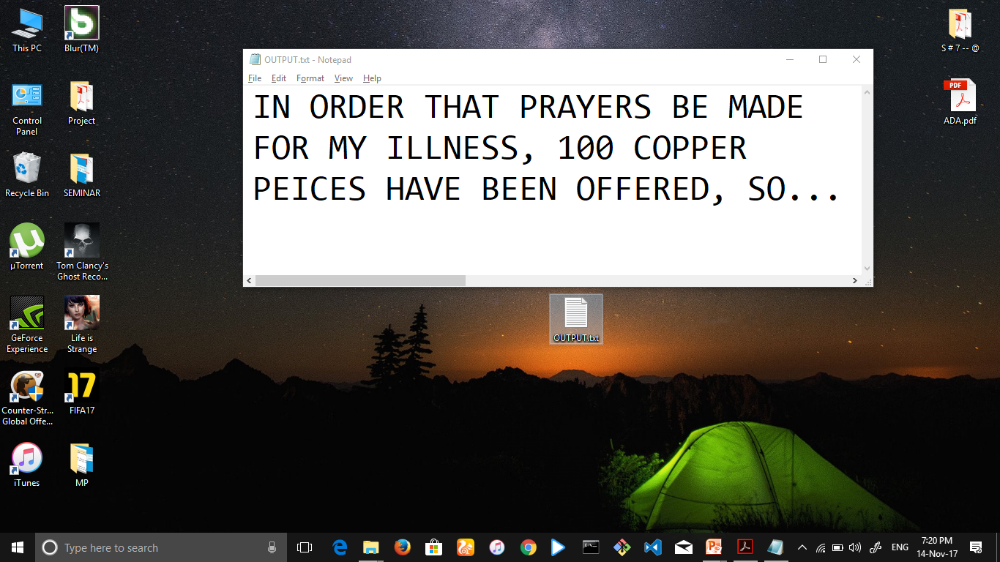 This PC
Blur(TM)
Control Panel
Project
Recycle Bin
SEMINAR
µTorrent
Tom Clancy's
Ghost Reco...
GeForce
Experience
Life is
Strange
Counter-Str...
Global Offe...
17
FIFA17
iTunes
MP
OUTPUT.txt - Notepad
File Edit Format View Help
IN ORDER THAT PRAYERS BE MADE
FOR MY ILLNESS, 100 COPPER
PEICES HAVE BEEN OFFERED, SO...
OUTPUT.txt
S # 7 -- @
PDF
ADA.pdf
Type here to search
ENG
7:20 PM
14-Nov-17